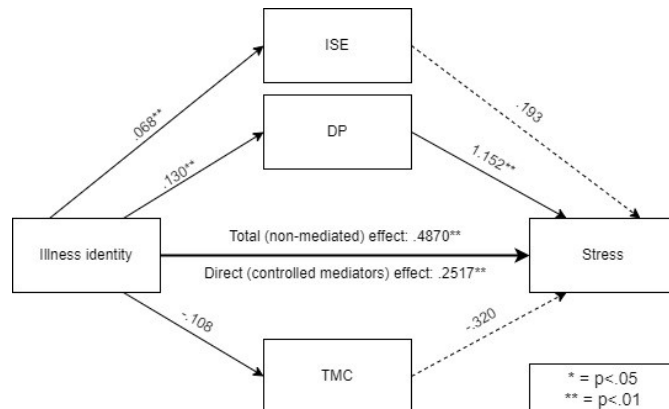 ISE
.068**
.193
DP
.130**
1.152**
Illness identity
Total (non-mediated) effect: .4870**
Direct (controlled mediators) effect: .2517**
Stress
-.108
-.320
TMC
* = p<.05
** = p<.01